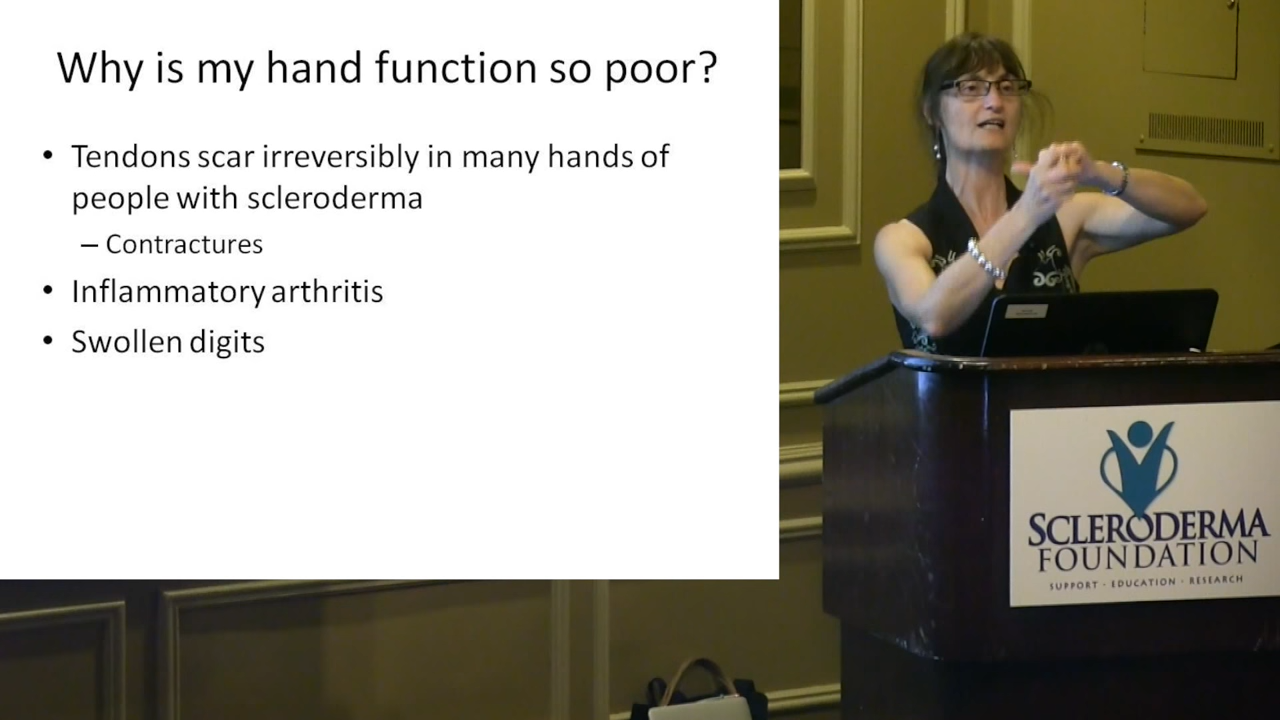 Why is my hand function so poor?
• Tendons scar irreversibly in many hands of
people with scleroderma
– Contractures
• Inflammatory arthritis
• Swollen digits
SCLERODERMA
FOUNDATION
SUPPORT · EDUCATION · RESEARCH